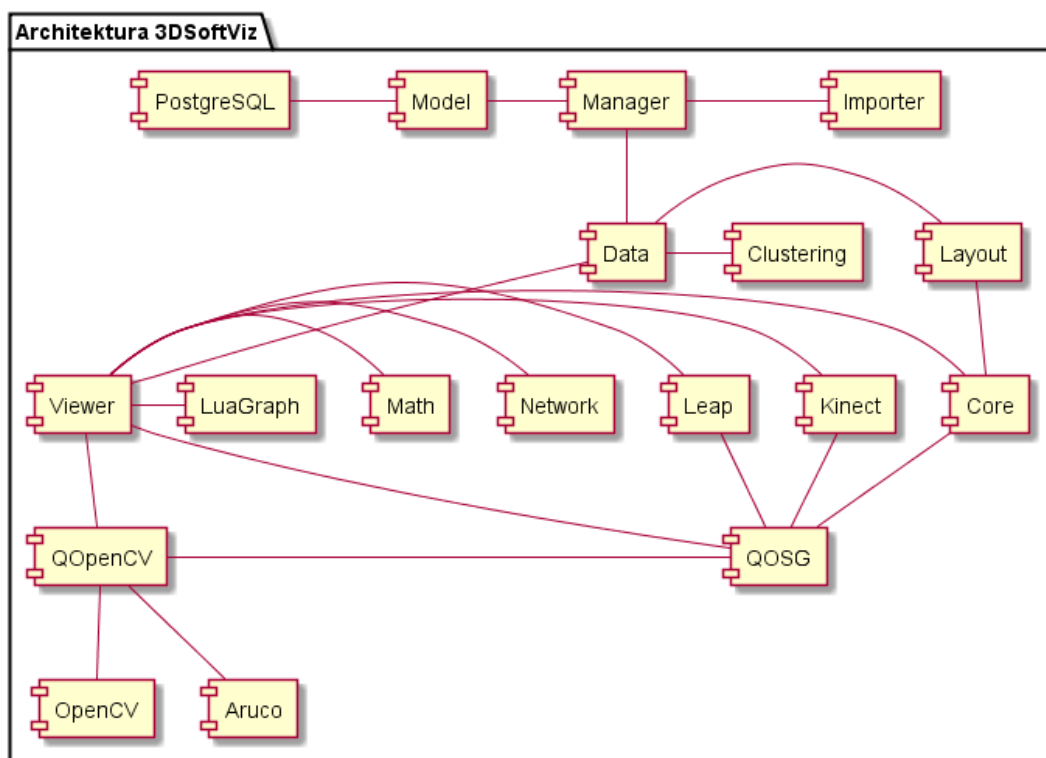 Architektura 3DSoftViz
PostgreSQL
Model
Manager
Importer
Data
Clustering
Layout
Viewer
LuaGraph
Math
Network
Leap
Kinect
Core
QOpenCV
QOSG
OpenCV
Aruco